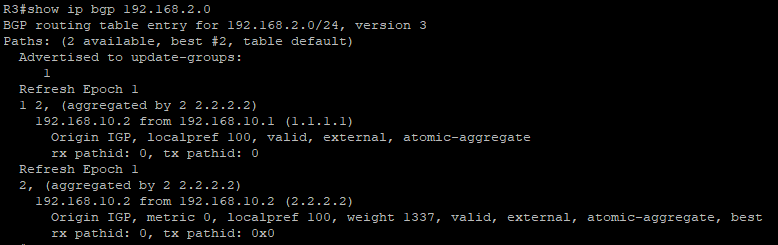 R3#show ip bgp 192.168.2.0
BGP routing table entry for 192.168.2.0/24, version 3
Paths: (2 available, best #2, table default)
  Advertised to update-groups:
     1
  Refresh Epoch 1
  1 2, (aggregated by 2 2.2.2.2)
    192.168.10.2 from 192.168.10.1 (1.1.1.1)
      Origin IGP, localpref 100, valid, external, atomic-aggregate
      rx pathid: 0, tx pathid: 0
  Refresh Epoch 1
  2, (aggregated by 2 2.2.2.2)
    192.168.10.2 from 192.168.10.2 (2.2.2.2)
      Origin IGP, metric 0, localpref 100, weight 1337, valid, external, atomic-aggregate, best
      rx pathid: 0, tx pathid: 0x0